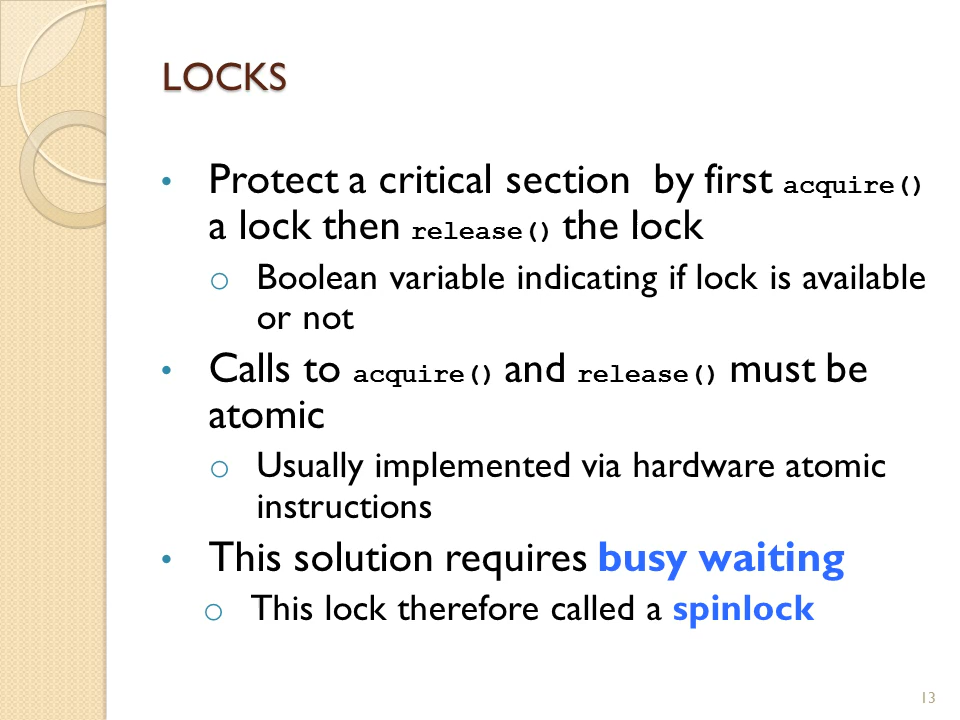 LOCKS
• Protect a critical section by first acquire()
a lock then release() the lock
o Boolean variable indicating if lock is available
or not
• Calls to acquire() and release() must be
atomic
o Usually implemented via hardware atomic
instructions
• This solution requires busy waiting
o This lock therefore called a spinlock
13